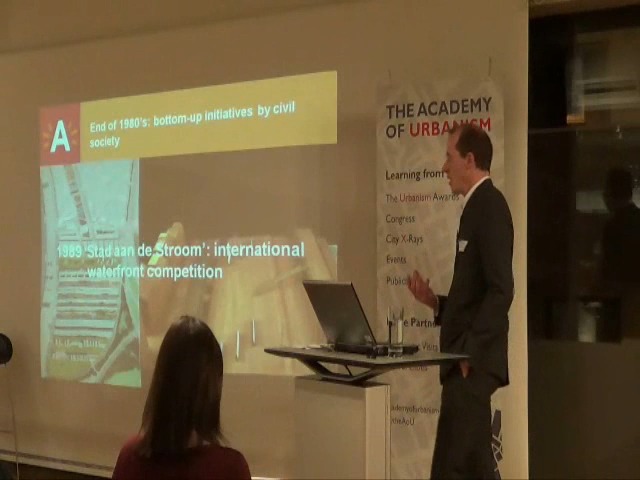 A
End of 1980's: bottom-up initiatives by civil
society
1989 'Stad aan de Stroom': international
waterfront competition
THE ACADEMY
OF URBANISM
Learning from
The Urbanism Awards
Congress
City X-Rays
Events
Visits